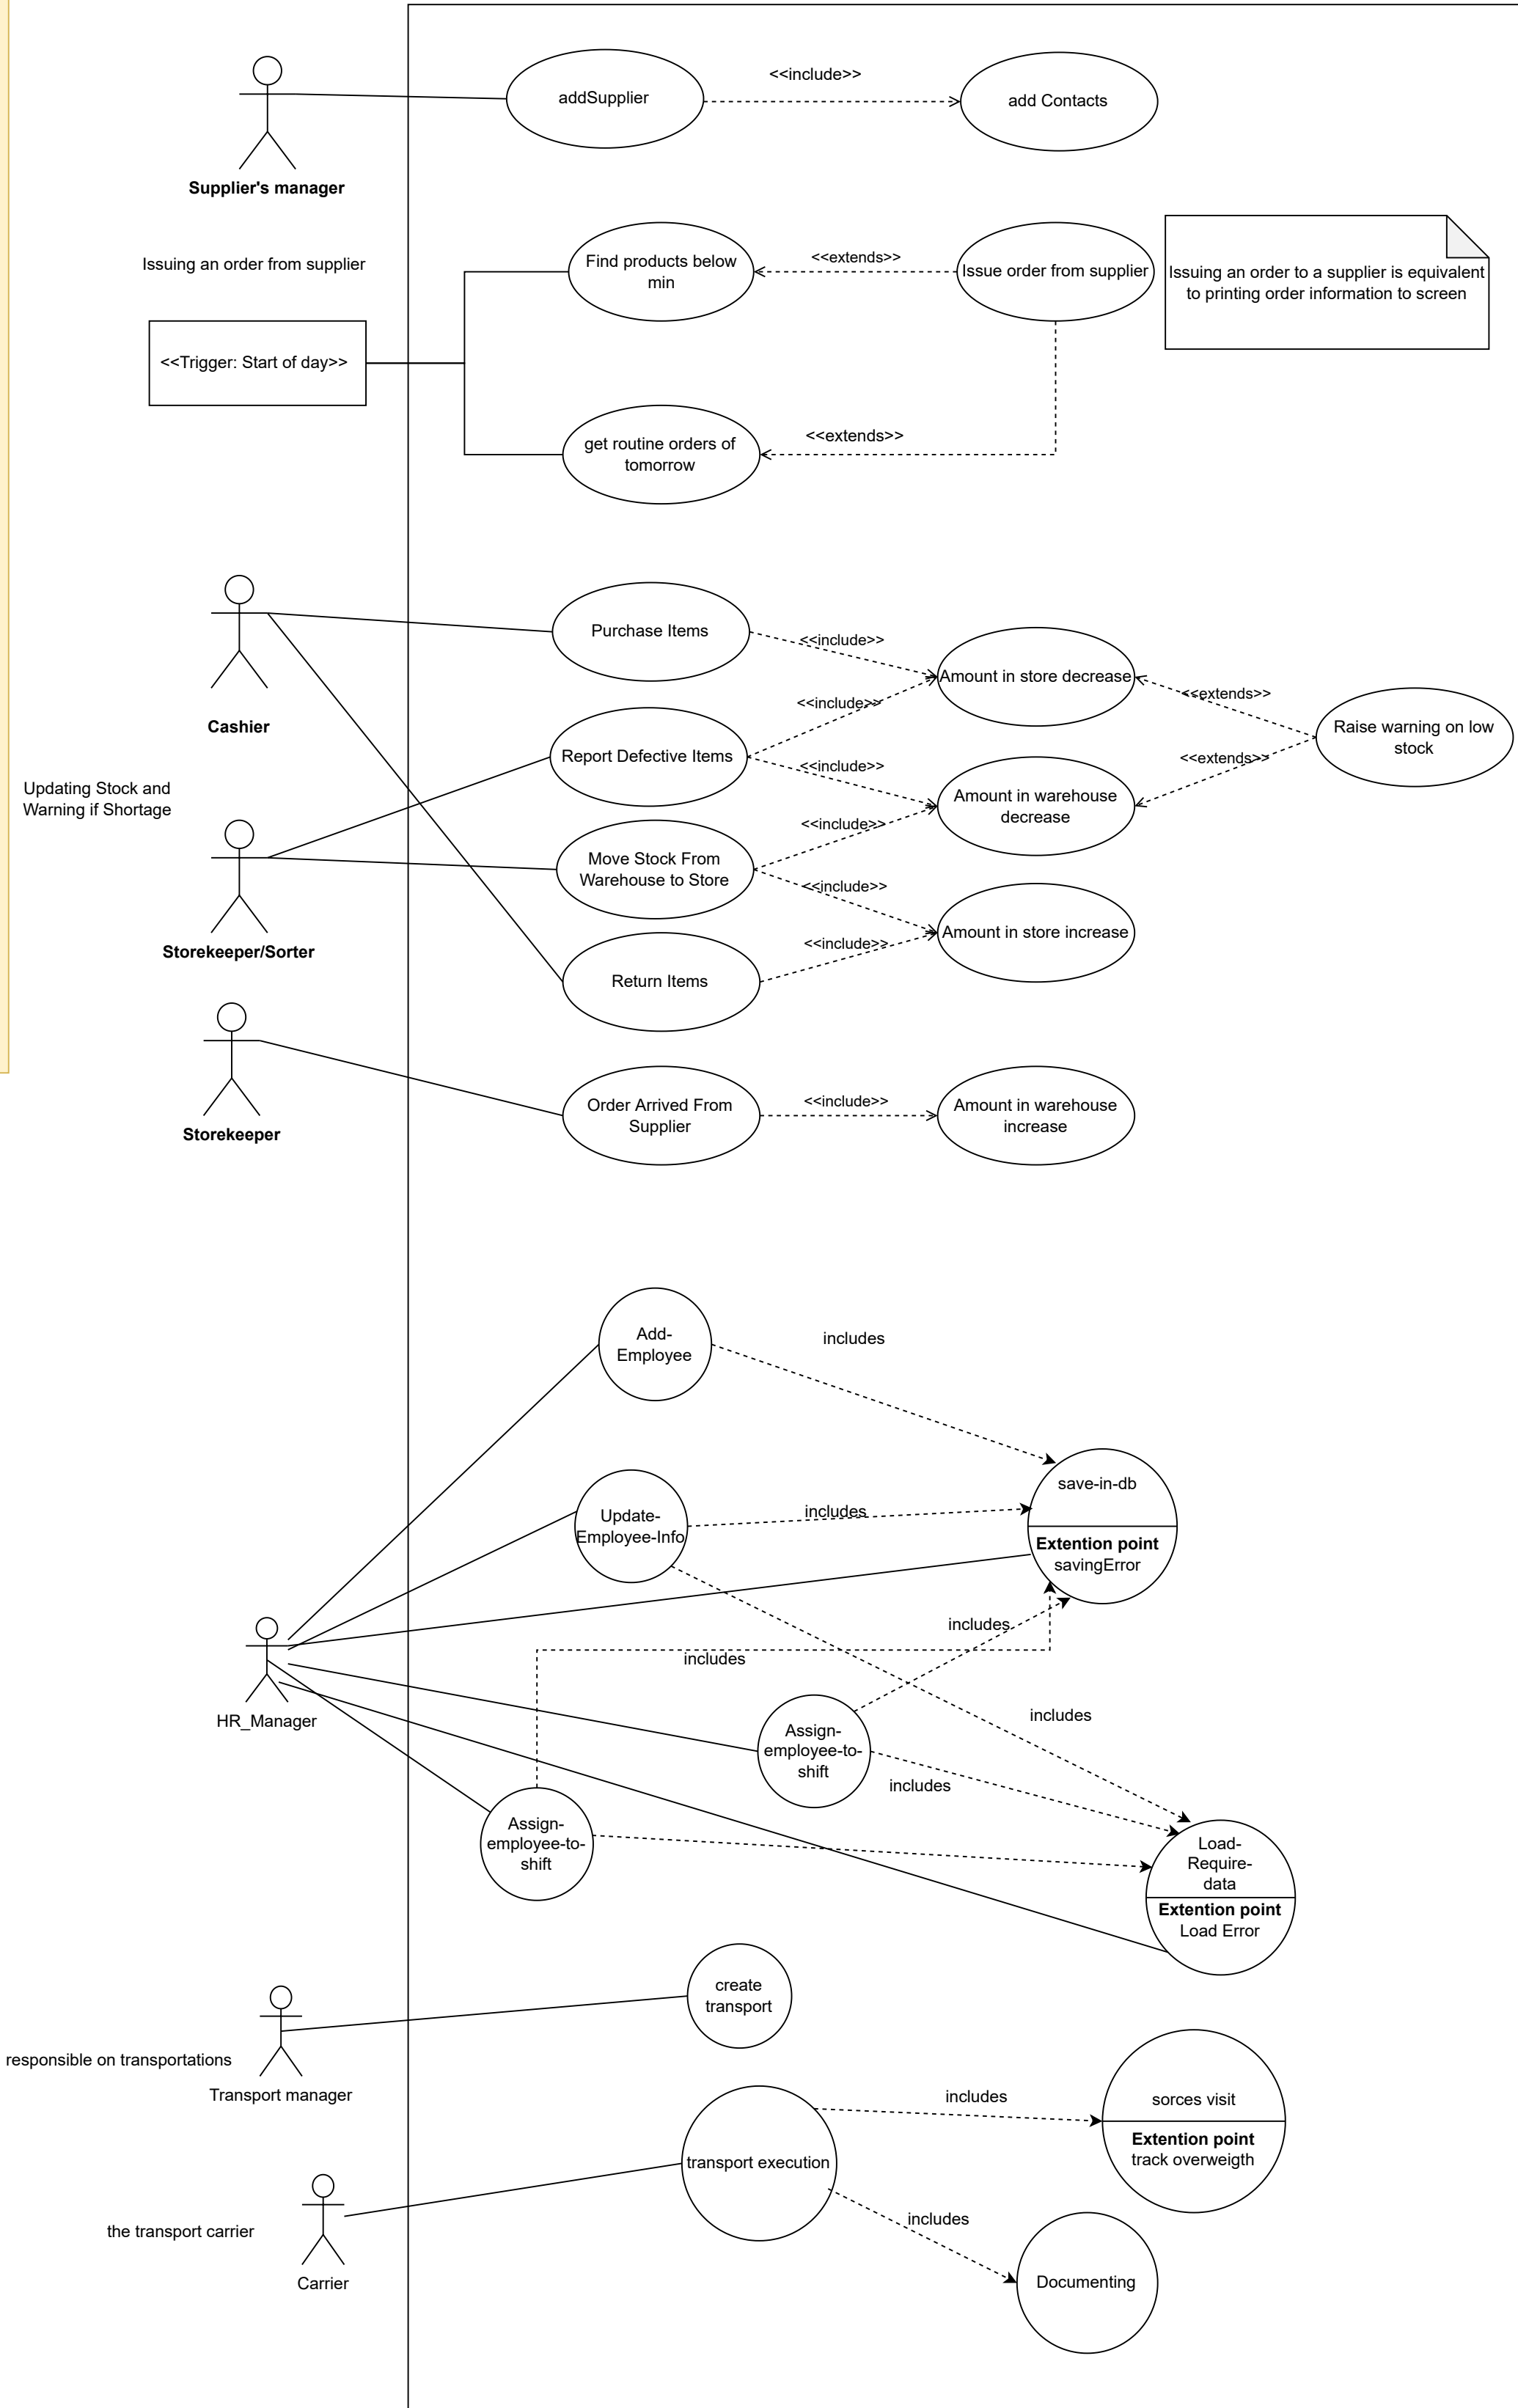 addSupplier
<<include>>
add Contacts
Supplier's manager
Issuing an order from supplier
Find products below
min
<<extends>>
Issue order from supplier
Issuing an order to a supplier is equivalent
to printing order information to screen
<<Trigger: Start of day>>
get routine orders of
tomorrow
<<extends>>
Purchase Items
<<include>>
Amount in store decrease
<<extends>>
Cashier
<<include>>
Report Defective Items
Raise warning on low
stock
<<extends>>
<<include>>
Updating Stock and
Warning if Shortage
Amount in warehouse
decrease
<<include>>
Move Stock From
Warehouse to Store
<<include>>
Storekeeper/Sorter
Amount in store increase
<<include>>
Return Items
Order Arrived From
Supplier
<<include>>
Amount in warehouse
increase
Storekeeper
Add-
Employee
includes
save-in-db
Extention point
savingError
Update-
Employee-Info
includes
includes
includes
HR_Manager
includes
Assign-
employee-to-
shift
includes
Assign-
employee-to-
shift
Load-
Require-
data
Extention point
Load Error
create
transport
responsible on transportations
Transport manager
includes
sorces visit
Extention point
track overweigth
transport execution
includes
the transport carrier
Carrier
Documenting